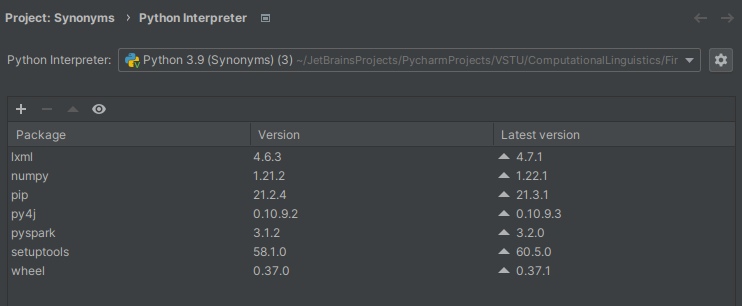 Project: Synonyms › Python Interpreter
Python Interpreter: Python 3.9 (Synonyms) (3) ~/JetBrainsProjects/PycharmProjects/VSTU/ComputationalLinguistics/Fir
Package Version Latest version
lxml 4.6.3 4.7.1
numpy 1.21.2 1.22.1
pip 21.2.4 21.3.1
py4j 0.10.9.2 0.10.9.3
pyspark 3.1.2 3.2.0
setuptools 58.1.0 60.5.0
wheel 0.37.0 0.37.1